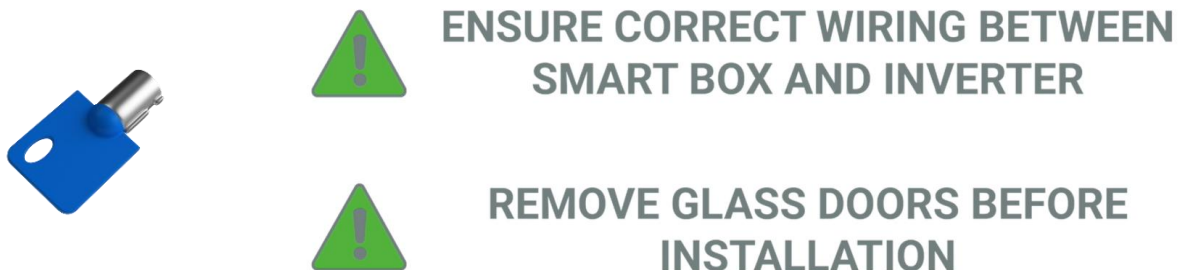 ENSURE CORRECT WIRING BETWEEN
SMART BOX AND INVERTER
REMOVE GLASS DOORS BEFORE
INSTALLATION